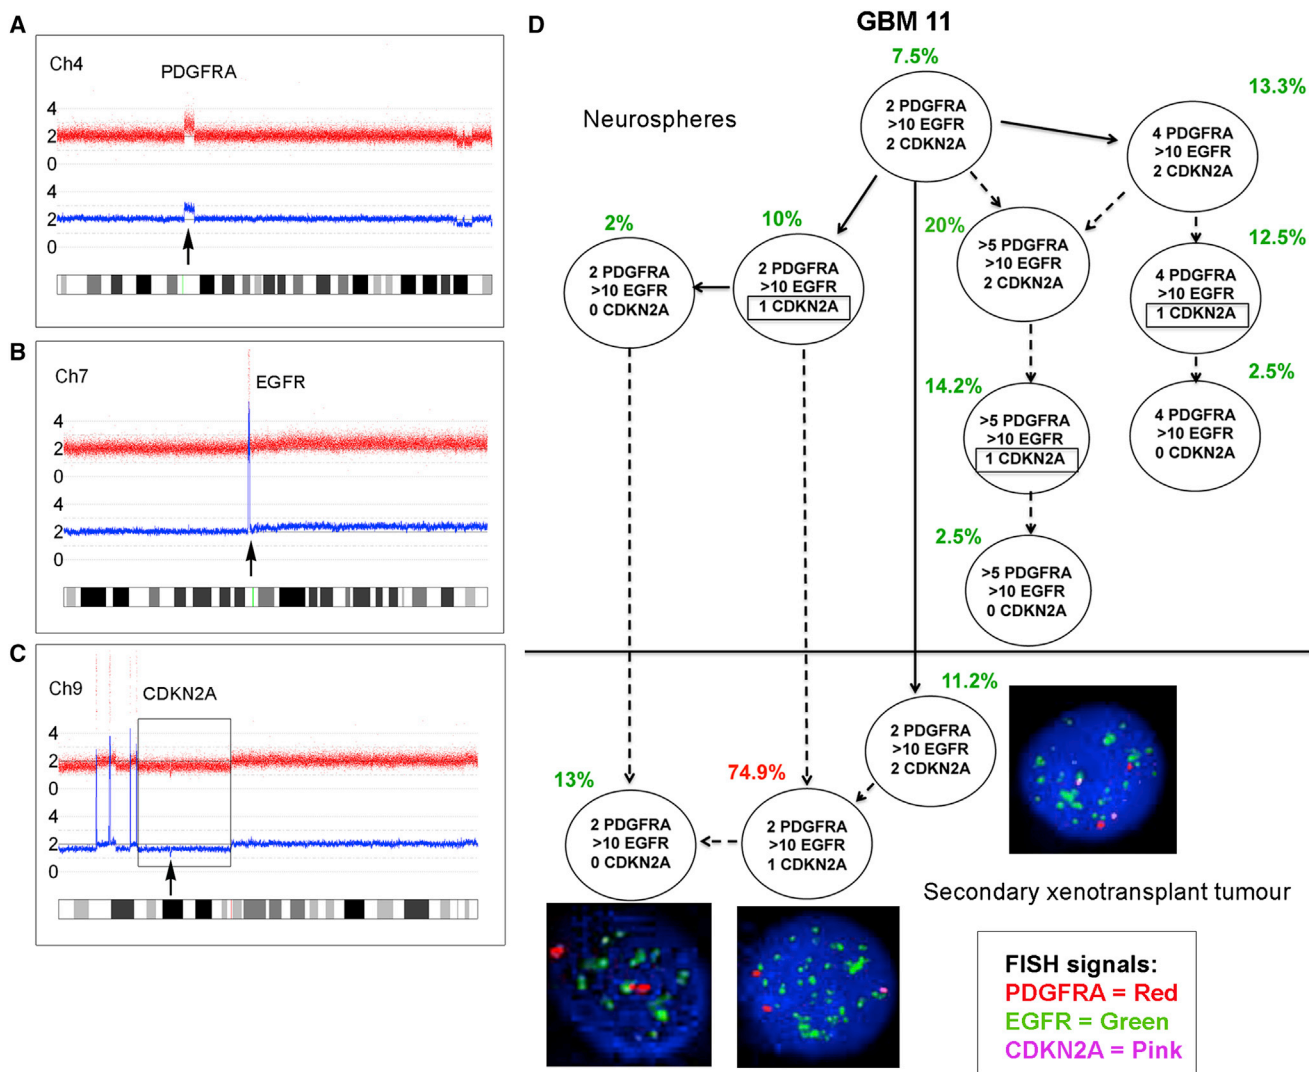 A
Ch4
PDGFRA
4
2
0
4
2
0
B
Ch7
EGFR
4
2
0
4
2
0
C
Ch9
CDKN2A
4
2
0
4
2
0
D
GBM 11
Neurospheres
7.5%
2 PDGFRA
>10 EGFR
2 CDKN2A
13.3%
4 PDGFRA
>10 EGFR
2 CDKN2A
2%
2 PDGFRA
>10 EGFR
0 CDKN2A
10%
2 PDGFRA
>10 EGFR
1 CDKN2A
20%
>5 PDGFRA
>10 EGFR
2 CDKN2A
12.5%
4 PDGFRA
>10 EGFR
1 CDKN2A
14.2%
>5 PDGFRA
>10 EGFR
1 CDKN2A
2.5%
4 PDGFRA
>10 EGFR
0 CDKN2A
2.5%
>5 PDGFRA
>10 EGFR
0 CDKN2A
11.2%
2 PDGFRA
>10 EGFR
2 CDKN2A
13%
2 PDGFRA
>10 EGFR
0 CDKN2A
74.9%
2 PDGFRA
>10 EGFR
1 CDKN2A
Secondary xenotransplant tumour
FISH signals:
PDGFRA = Red
EGFR = Green
CDKN2A = Pink